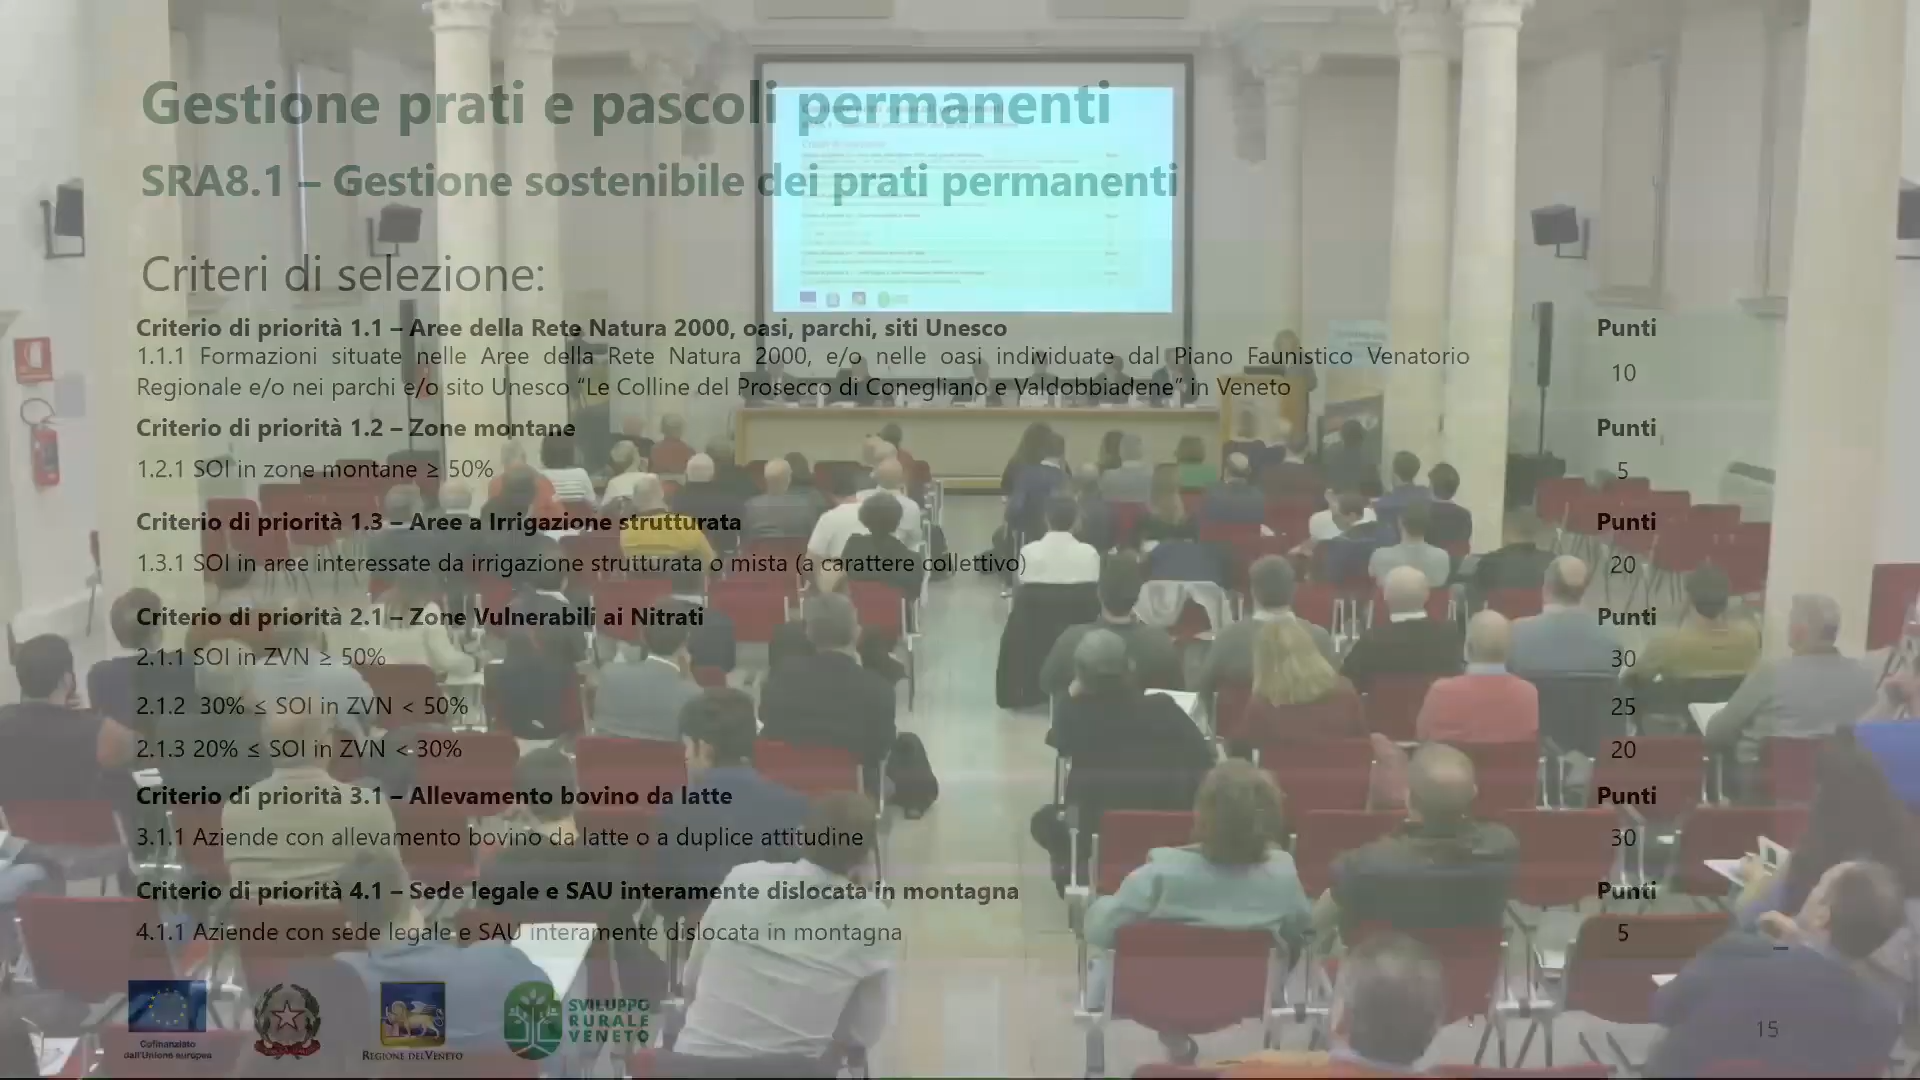 Gestione prati e pascoli permanenti
SRA8.1 – Gestione sostenibile dei prati permanenti
Criteri di selezione:
Criterio di priorità 1.1 – Aree della Rete Natura 2000, oasi, parchi, siti Unesco Punti
1.1.1 Formazioni situate nelle Aree della Rete Natura 2000, e/o nelle oasi individuate dal Piano Faunistico Venatorio
Regionale e/o nei parchi e/o sito Unesco “Le Colline del Prosecco di Conegliano e Valdobbiadene” in Veneto 10
Criterio di priorità 1.2 – Zone montane Punti
1.2.1 SOI in zone montane ≥ 50% 5
Criterio di priorità 1.3 – Aree a Irrigazione strutturata Punti
1.3.1 SOI in aree interessate da irrigazione strutturata o mista (a carattere collettivo) 20
Criterio di priorità 2.1 – Zone Vulnerabili ai Nitrati Punti
2.1.1 SOI in ZVN ≥ 50% 30
2.1.2 30% ≤ SOI in ZVN < 50% 25
2.1.3 20% ≤ SOI in ZVN < 30% 20
Criterio di priorità 3.1 – Allevamento bovino da latte Punti
3.1.1 Aziende con allevamento bovino da latte o a duplice attitudine 30
Criterio di priorità 4.1 – Sede legale e SAU interamente dislocata in montagna Punti
4.1.1 Aziende con sede legale e SAU interamente dislocata in montagna 5
Cofinanziato
dall'Unione europea
REGIONE DEL VENETO
SVILUPPO
RURALE
VENETO
15